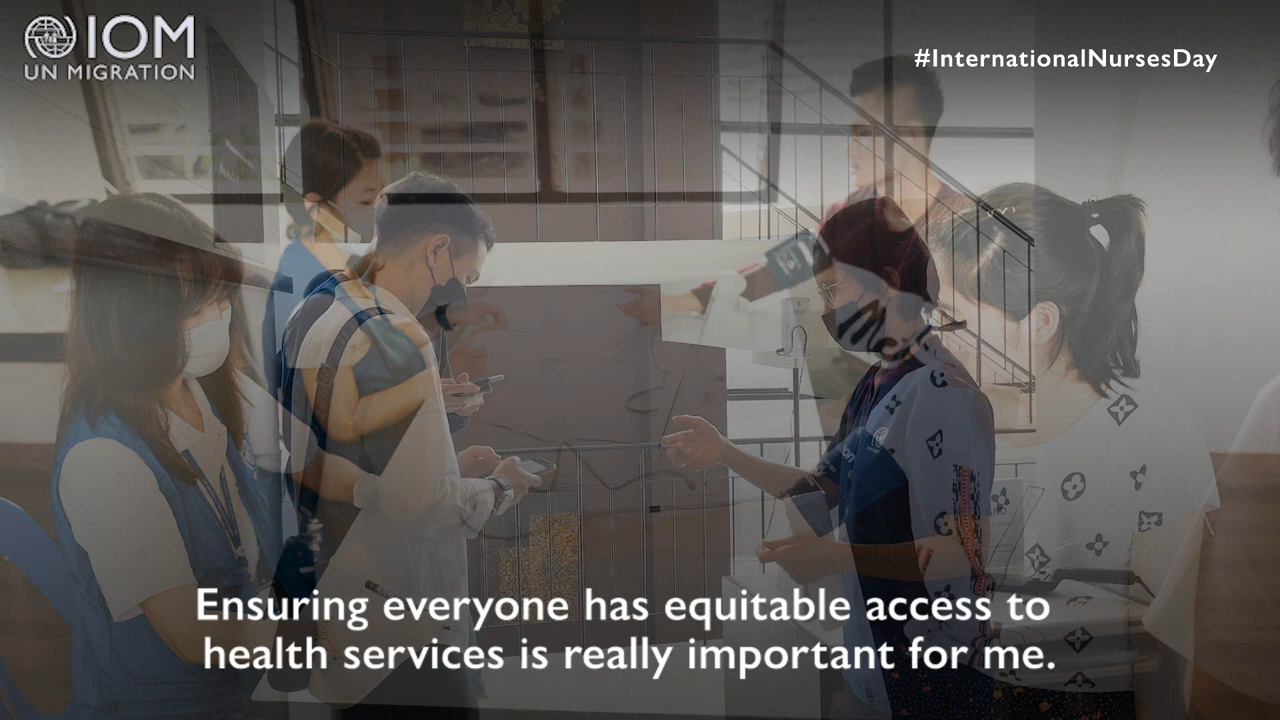 IOM
UN MIGRATION
#InternationalNursesDay
Ensuring everyone has equitable access to
health services is really important for me.